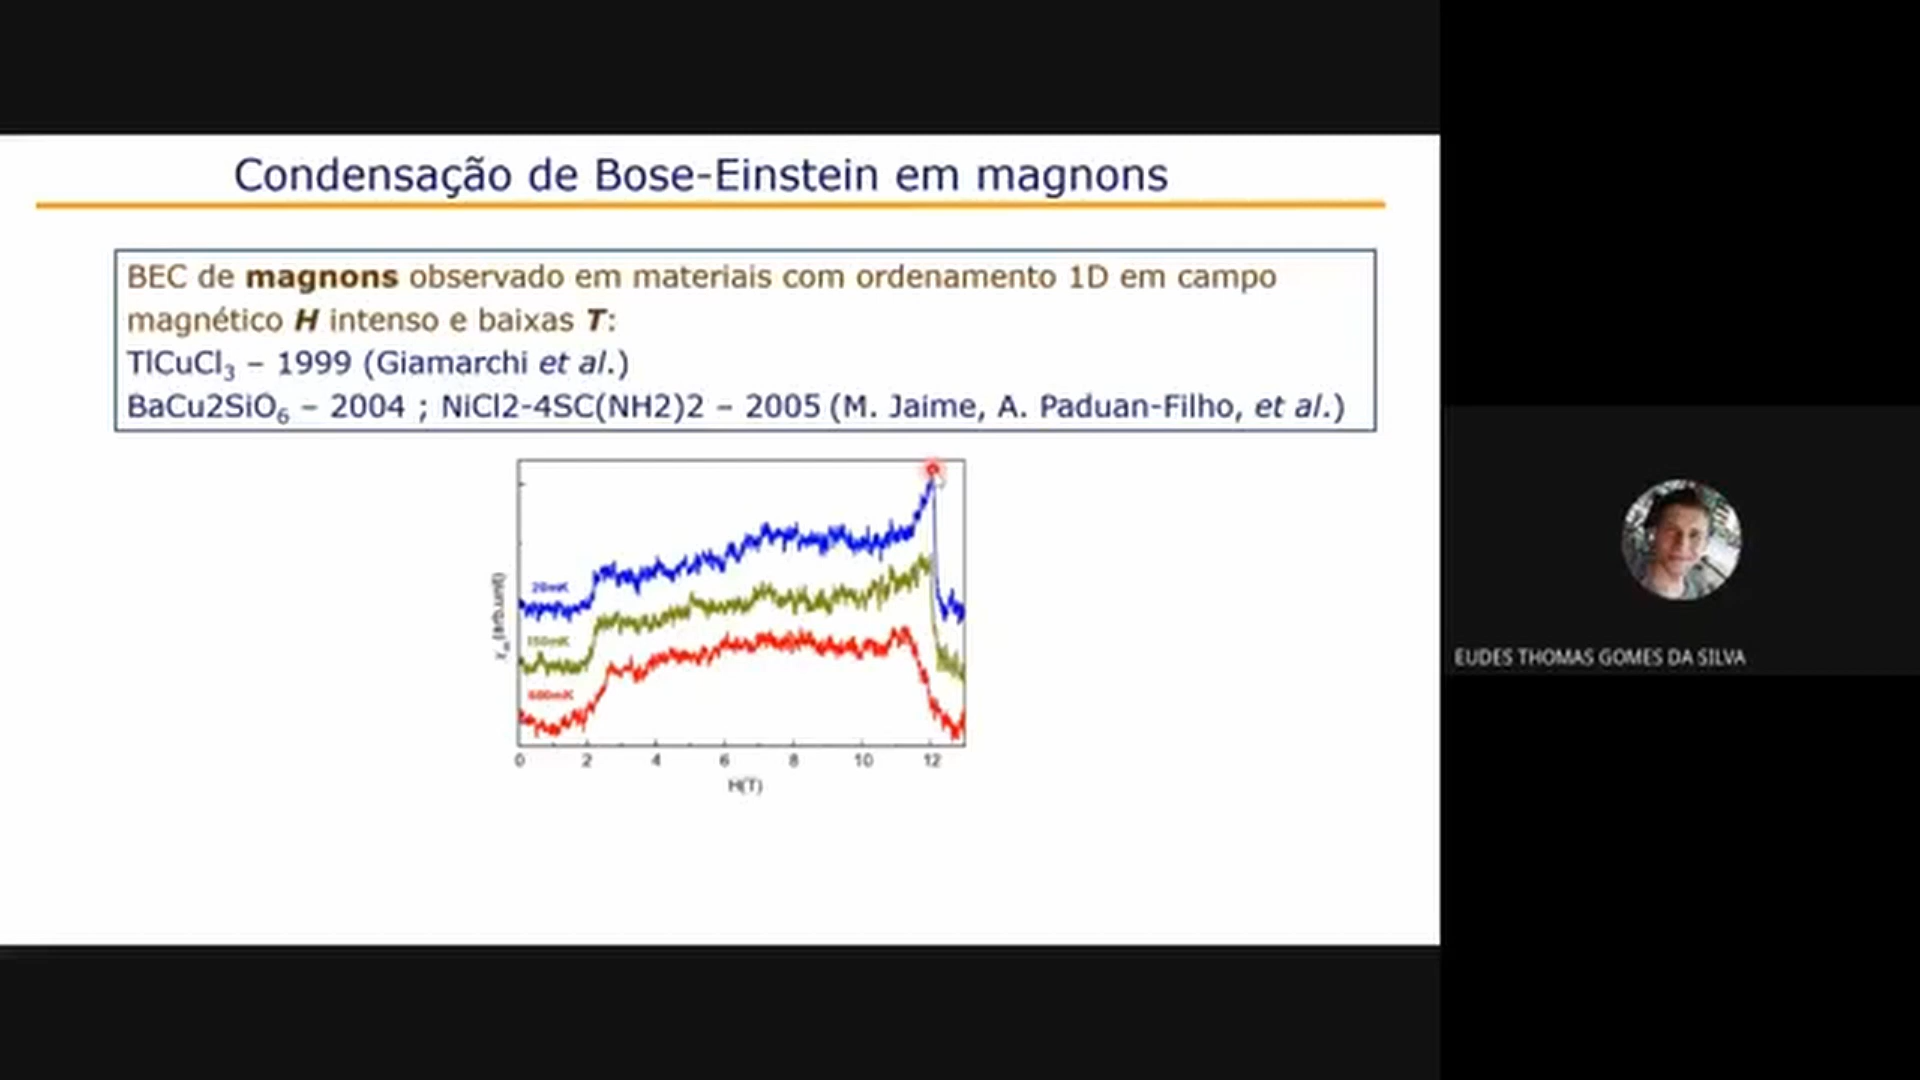 Condensação de Bose-Einstein em magnons
BEC de magnons observado em materiais com ordenamento 1D em campo
magnético H intenso e baixas T:
TlCuCl₃ – 1999 (Giamarchi et al.)
BaCu2SiO₆ – 2004 ; NiCl2-4SC(NH2)2 – 2005 (M. Jaime, A. Paduan-Filho, et al.)
20mK
150mK
600mK
(arb.unit)
0 2 4 6 8 10 12
H(T)
EUDES THOMAS GOMES DA SILVA